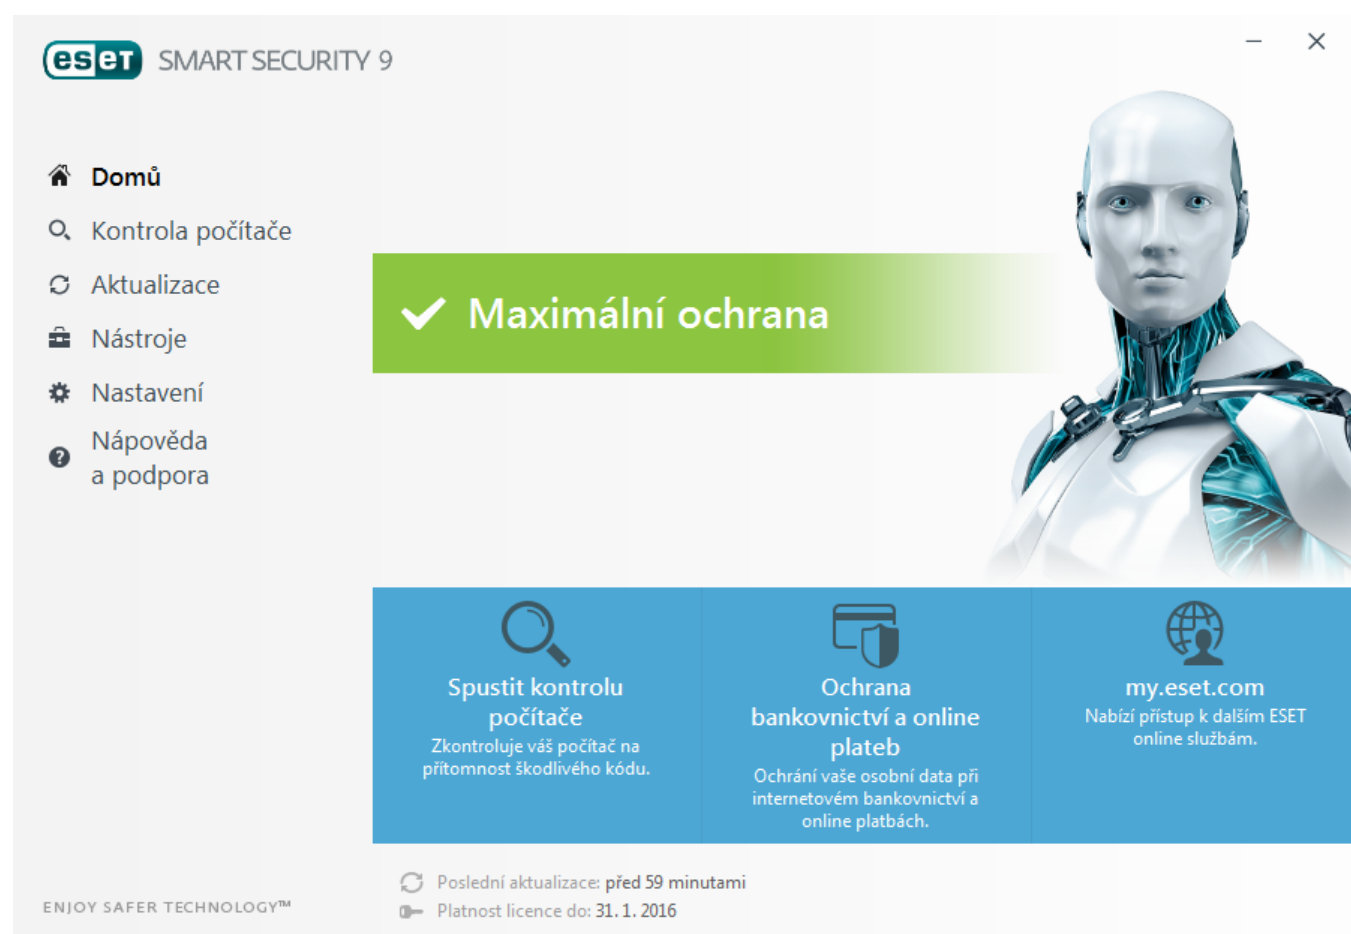 eset SMART SECURITY 9
Domů
Kontrola počítače
Aktualizace
Nástroje
Nastavení
Nápověda
a podpora
Maximální ochrana
Spustit kontrolu
počítače
Zkontroluje váš počítač na
přítomnost škodlivého kódu.
Ochrana
bankovnictví a online
plateb
Ochrání vaše osobní data při
internetovém bankovnictví a
online platbách.
my.eset.com
Nabízí přístup k dalším ESET
online službám.
Poslední aktualizace: před 59 minutami
Platnost licence do: 31. 1. 2016
ENJOY SAFER TECHNOLOGY™